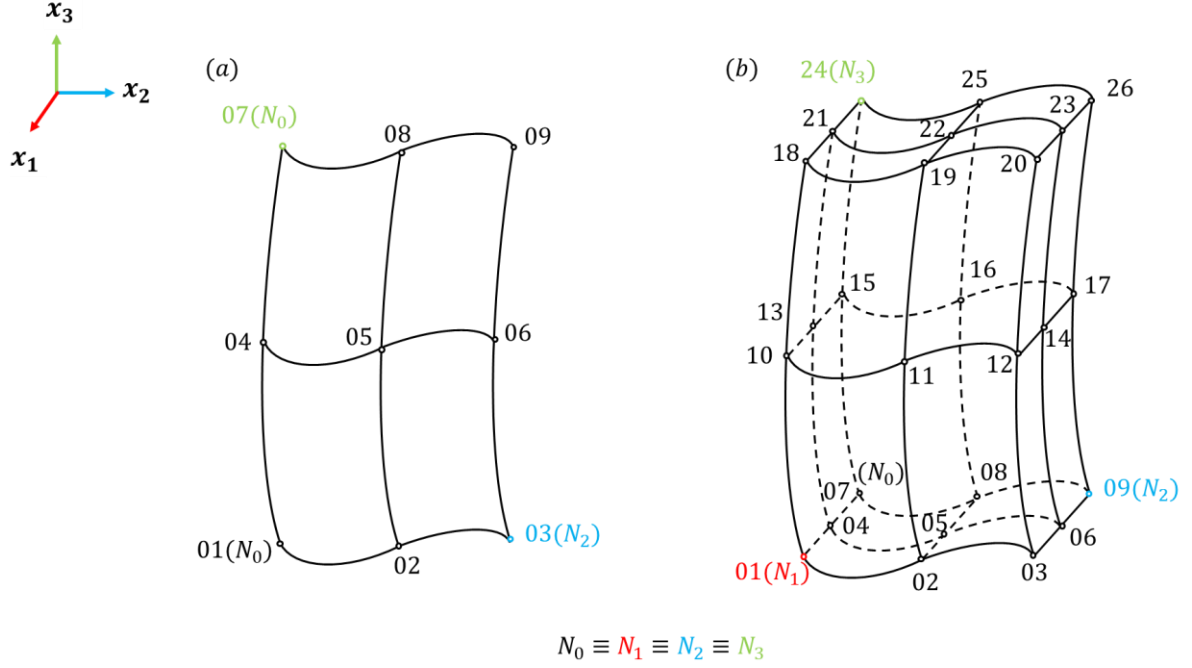 x₃
x₂
x₁
(a)
07(N₀)
08
09
04
05
06
01(N₀)
02
03(N₂)
(b)
24(N₃)
25
26
21
22
23
18
19
20
15
16
17
13
14
10
11
12
07
(N₀)
08
09(N₂)
04
05
06
01(N₁)
02
03
N₀ ≡ N₁ ≡ N₂ ≡ N₃